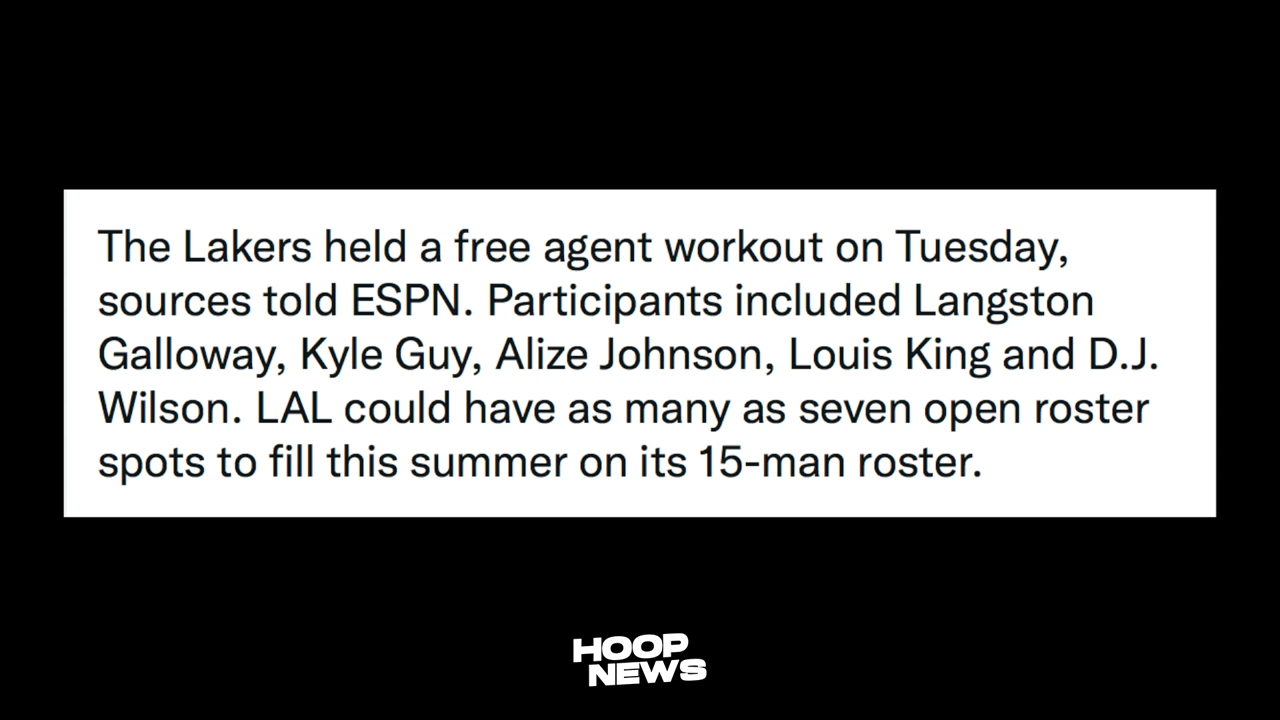 The Lakers held a free agent workout on Tuesday,
sources told ESPN. Participants included Langston
Galloway, Kyle Guy, Alize Johnson, Louis King and D.J.
Wilson. LAL could have as many as seven open roster
spots to fill this summer on its 15-man roster.
HOOP
NEWS